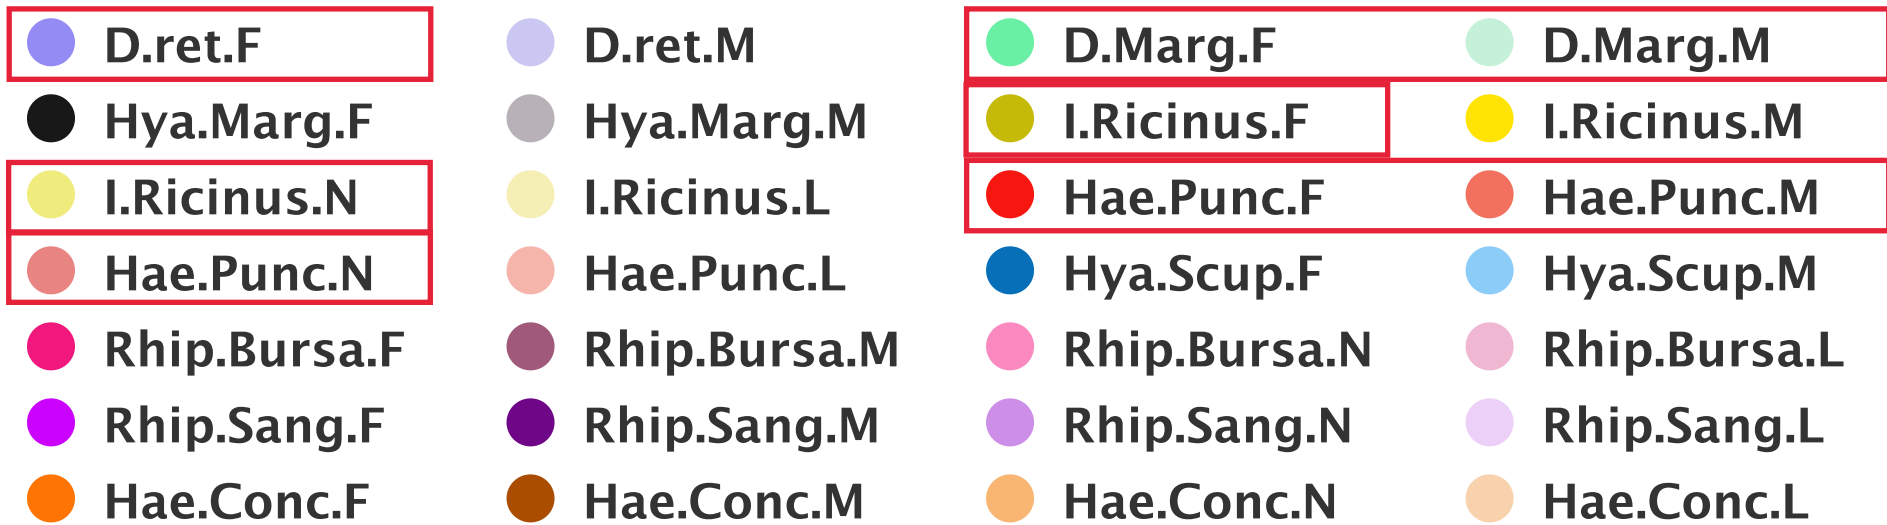 D.ret.F D.ret.M D.Marg.F D.Marg.M
Hya.Marg.F Hya.Marg.M I.Ricinus.F I.Ricinus.M
I.Ricinus.N I.Ricinus.L Hae.Punc.F Hae.Punc.M
Hae.Punc.N Hae.Punc.L Hya.Scup.F Hya.Scup.M
Rhip.Bursa.F Rhip.Bursa.M Rhip.Bursa.N Rhip.Bursa.L
Rhip.Sang.F Rhip.Sang.M Rhip.Sang.N Rhip.Sang.L
Hae.Conc.F Hae.Conc.M Hae.Conc.N Hae.Conc.L